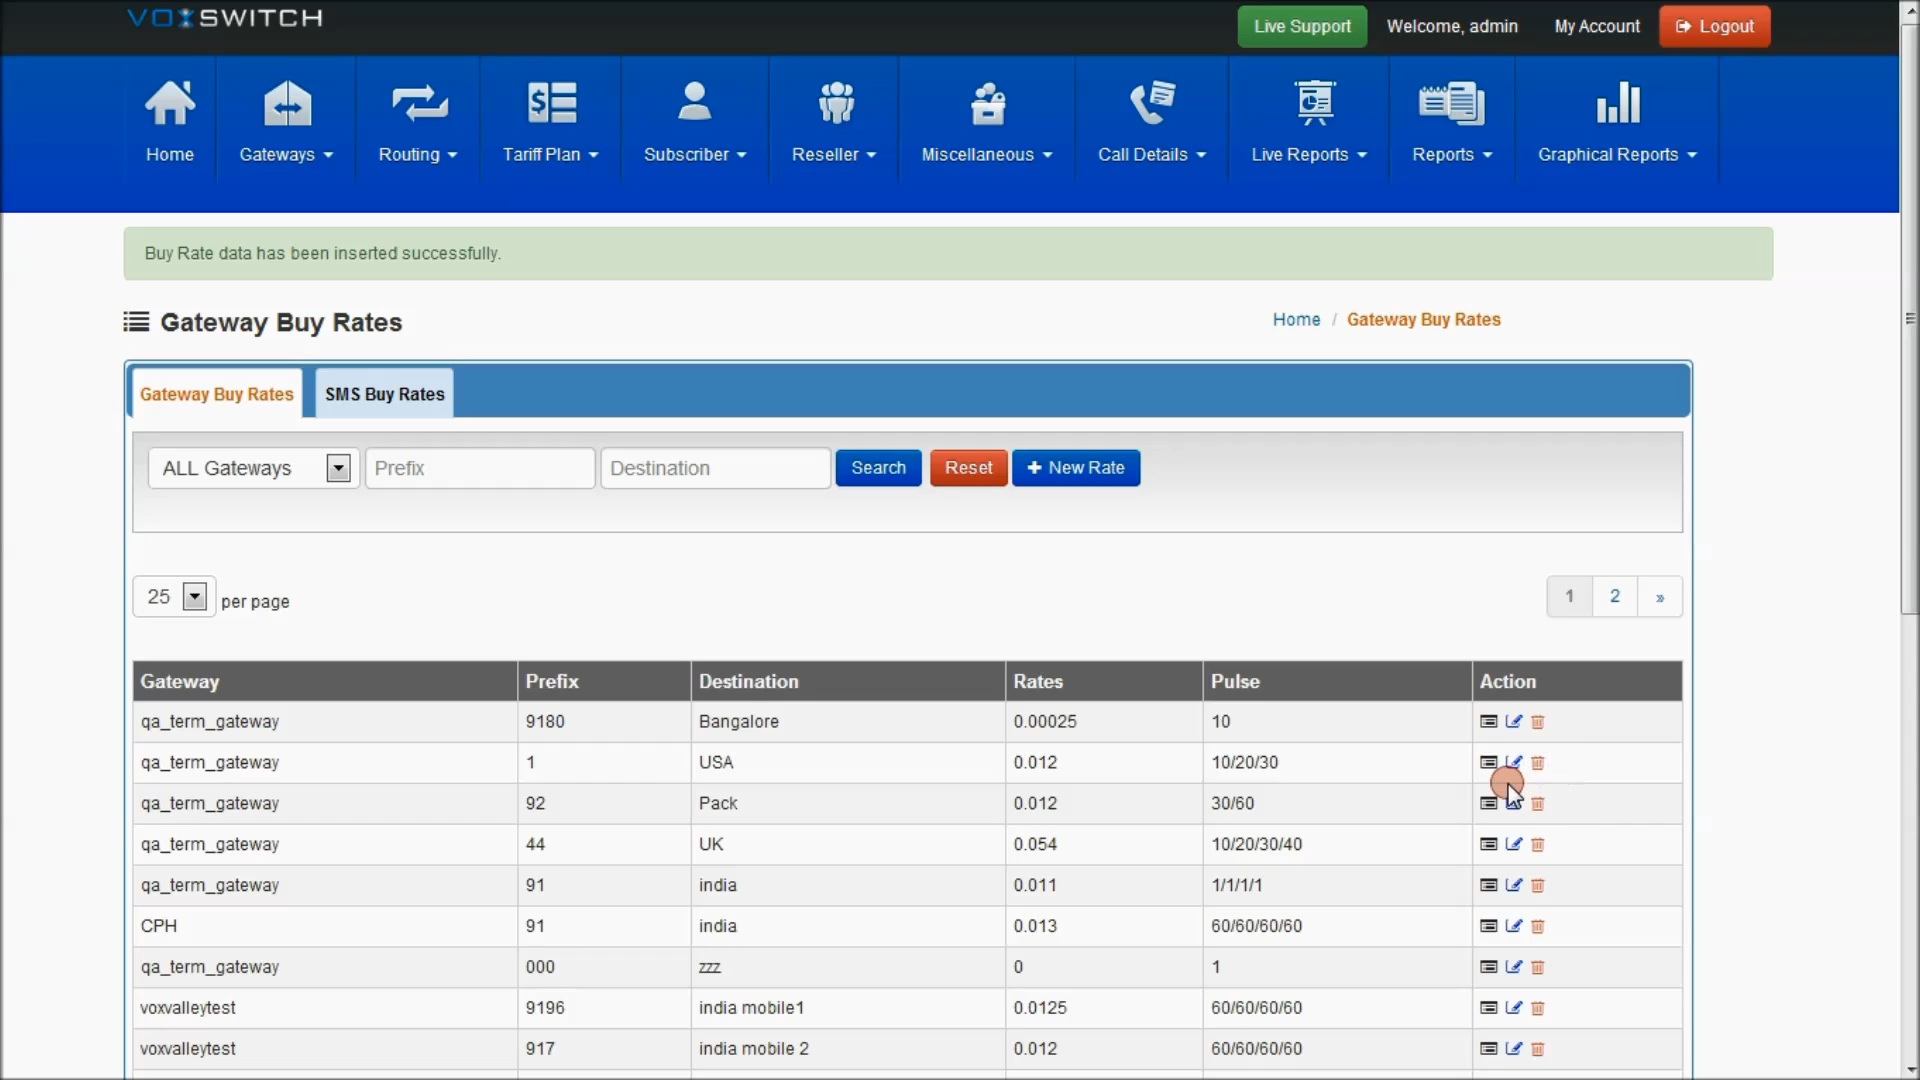 VOXSWITCH
Live Support Welcome, admin My Account Logout
Home Gateways Routing Tariff Plan Subscriber Reseller Miscellaneous Call Details Live Reports Reports Graphical Reports
Buy Rate data has been inserted successfully.
Gateway Buy Rates
Home / Gateway Buy Rates
Gateway Buy Rates SMS Buy Rates
ALL Gateways Prefix Destination Search Reset + New Rate
25 per page 1 2 »
Gateway Prefix Destination Rates Pulse Action
qa_term_gateway 9180 Bangalore 0.00025 10
qa_term_gateway 1 USA 0.012 10/20/30
qa_term_gateway 92 Pack 0.012 30/60
qa_term_gateway 44 UK 0.054 10/20/30/40
qa_term_gateway 91 india 0.011 1/1/1/1
CPH 91 india 0.013 60/60/60/60
qa_term_gateway 000 zzz 0 1
voxvalleytest 9196 india mobile1 0.0125 60/60/60/60
voxvalleytest 917 india mobile 2 0.012 60/60/60/60